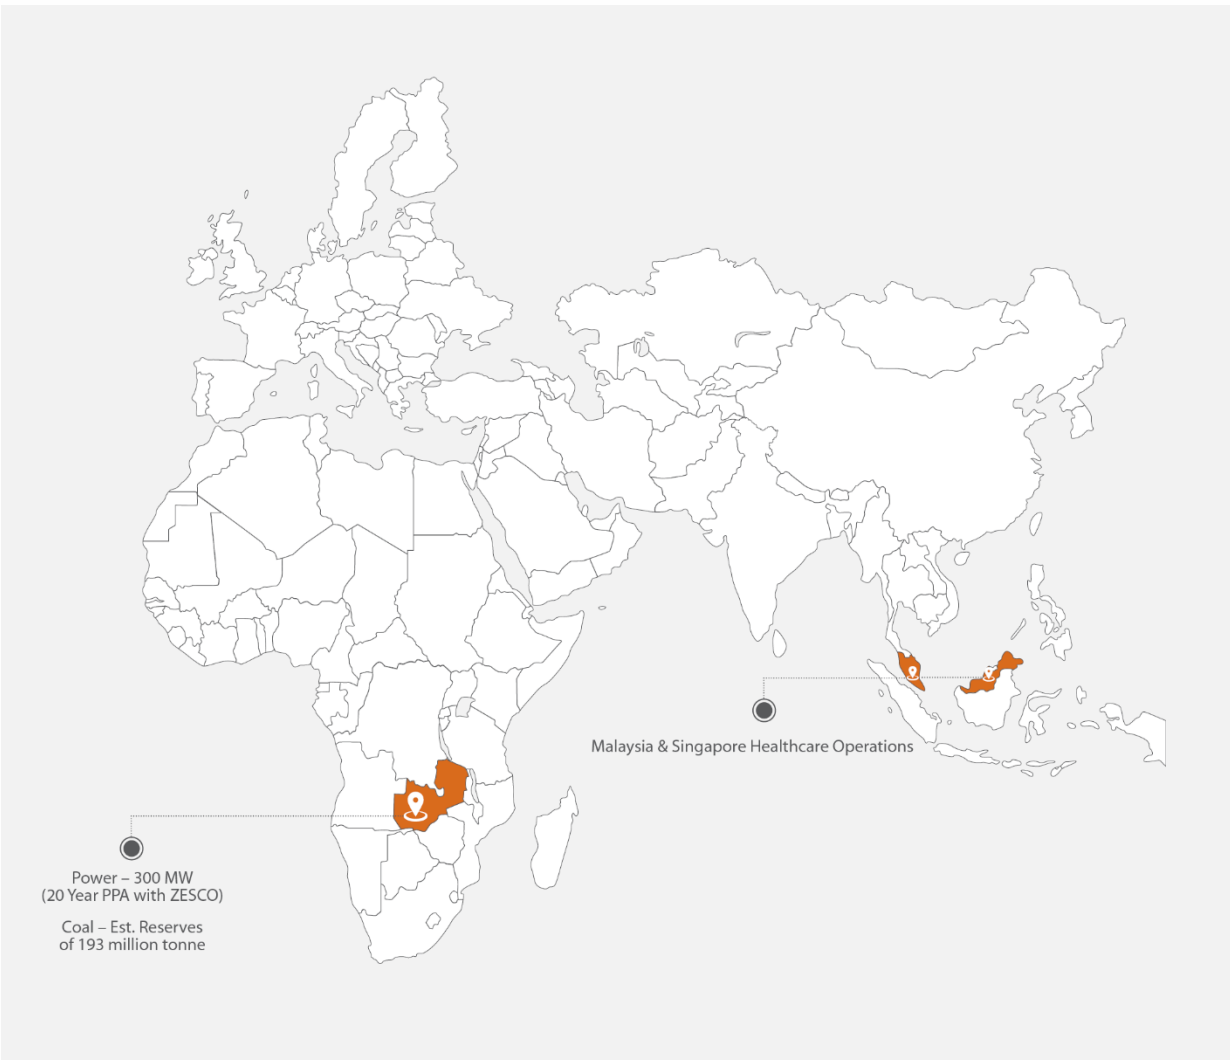 Malaysia & Singapore Healthcare Operations
Power – 300 MW
(20 Year PPA with ZESCO)
Coal – Est. Reserves
of 193 million tonne